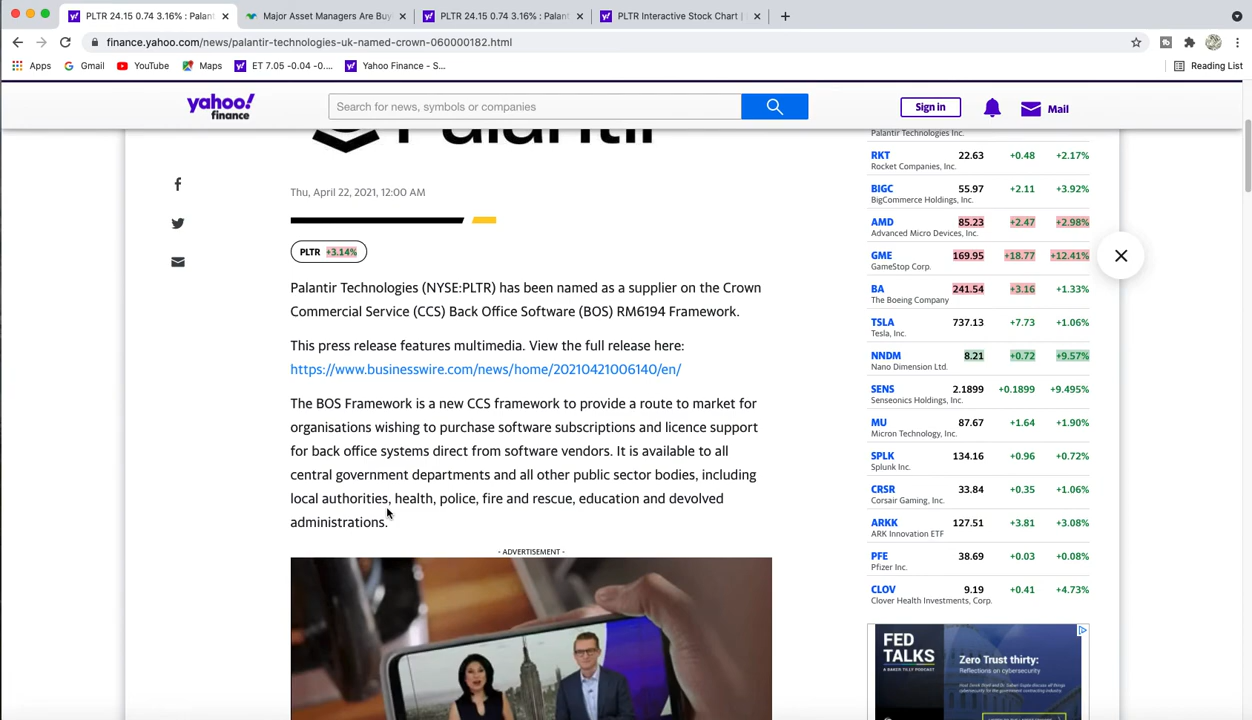 PLTR 24.15 0.74 3.16% : Palant
Major Asset Managers Are Buy
PLTR 24.15 0.74 3.16% : Palant
PLTR Interactive Stock Chart |
finance.yahoo.com/news/palantir-technologies-uk-named-crown-060000182.html
Apps
Gmail
YouTube
Maps
ET 7.05 -0.04 -0....
Yahoo Finance - S...
Reading List
yahoo!
finance
Search for news, symbols or companies
Sign in
Mail
Palantir
Thu, April 22, 2021, 12:00 AM
PLTR +3.14%
Palantir Technologies (NYSE:PLTR) has been named as a supplier on the Crown
Commercial Service (CCS) Back Office Software (BOS) RM6194 Framework.
This press release features multimedia. View the full release here:
https://www.businesswire.com/news/home/20210421006140/en/
The BOS Framework is a new CCS framework to provide a route to market for
organisations wishing to purchase software subscriptions and licence support
for back office systems direct from software vendors. It is available to all
central government departments and all other public sector bodies, including
local authorities, health, police, fire and rescue, education and devolved
administrations.
- ADVERTISEMENT -
Palantir Technologies Inc.
RKT 22.63 +0.48 +2.17%
Rocket Companies, Inc.
BIGC 55.97 +2.11 +3.92%
BigCommerce Holdings, Inc.
AMD 85.23 +2.47 +2.98%
Advanced Micro Devices, Inc.
GME 169.95 +18.77 +12.41%
GameStop Corp.
BA 241.54 +3.16 +1.33%
The Boeing Company
TSLA 737.13 +7.73 +1.06%
Tesla, Inc.
NNDM 8.21 +0.72 +9.57%
Nano Dimension Ltd.
SENS 2.1899 +0.1899 +9.495%
Senseonics Holdings, Inc.
MU 87.67 +1.64 +1.90%
Micron Technology, Inc.
SPLK 134.16 +0.96 +0.72%
Splunk Inc.
CRSR 33.84 +0.35 +1.06%
Corsair Gaming, Inc.
ARKK 127.51 +3.81 +3.08%
ARK Innovation ETF
PFE 38.69 +0.03 +0.08%
Pfizer Inc.
CLOV 9.19 +0.41 +4.73%
Clover Health Investments, Corp.
FED
TALKS
A BAKER TILLY PODCAST
Zero Trust thirty:
Reflections on cybersecurity